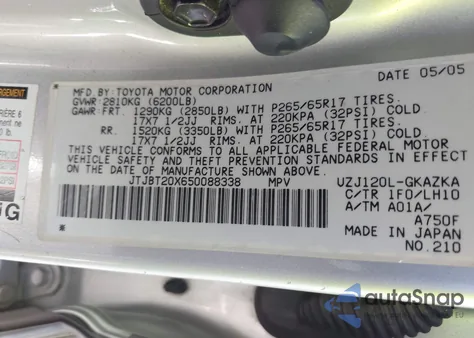 DATE 05/05
MFD.BY:TOYOTA MOTOR CORPORATION
GVWR:2810KG (6200LB)
GAWR:FRT. 1290KG (2850LB) WITH P265/65R17 TIRES.
17X7 1/2JJ RIMS. AT 220KPA (32PSI) COLD.
RR. 1520KG (3350LB) WITH P265/65R17 TIRES.
17X7 1/2JJ RIMS. AT 220KPA (32PSI) COLD.
THIS VEHICLE CONFORMS TO ALL APPLICABLE FEDERAL MOTOR
VEHICLE SAFETY AND THEFT PREVENTION STANDARDS IN EFFECT
ON THE DATE OF MANUFACTURE SHOWN ABOVE.
JTJBT20X650088338 MPV
UZJ120L-GKAZKA
C/TR 1F0/LH10
A/TM A01A/
A750F
MADE IN JAPAN
NO.210
autoSnap